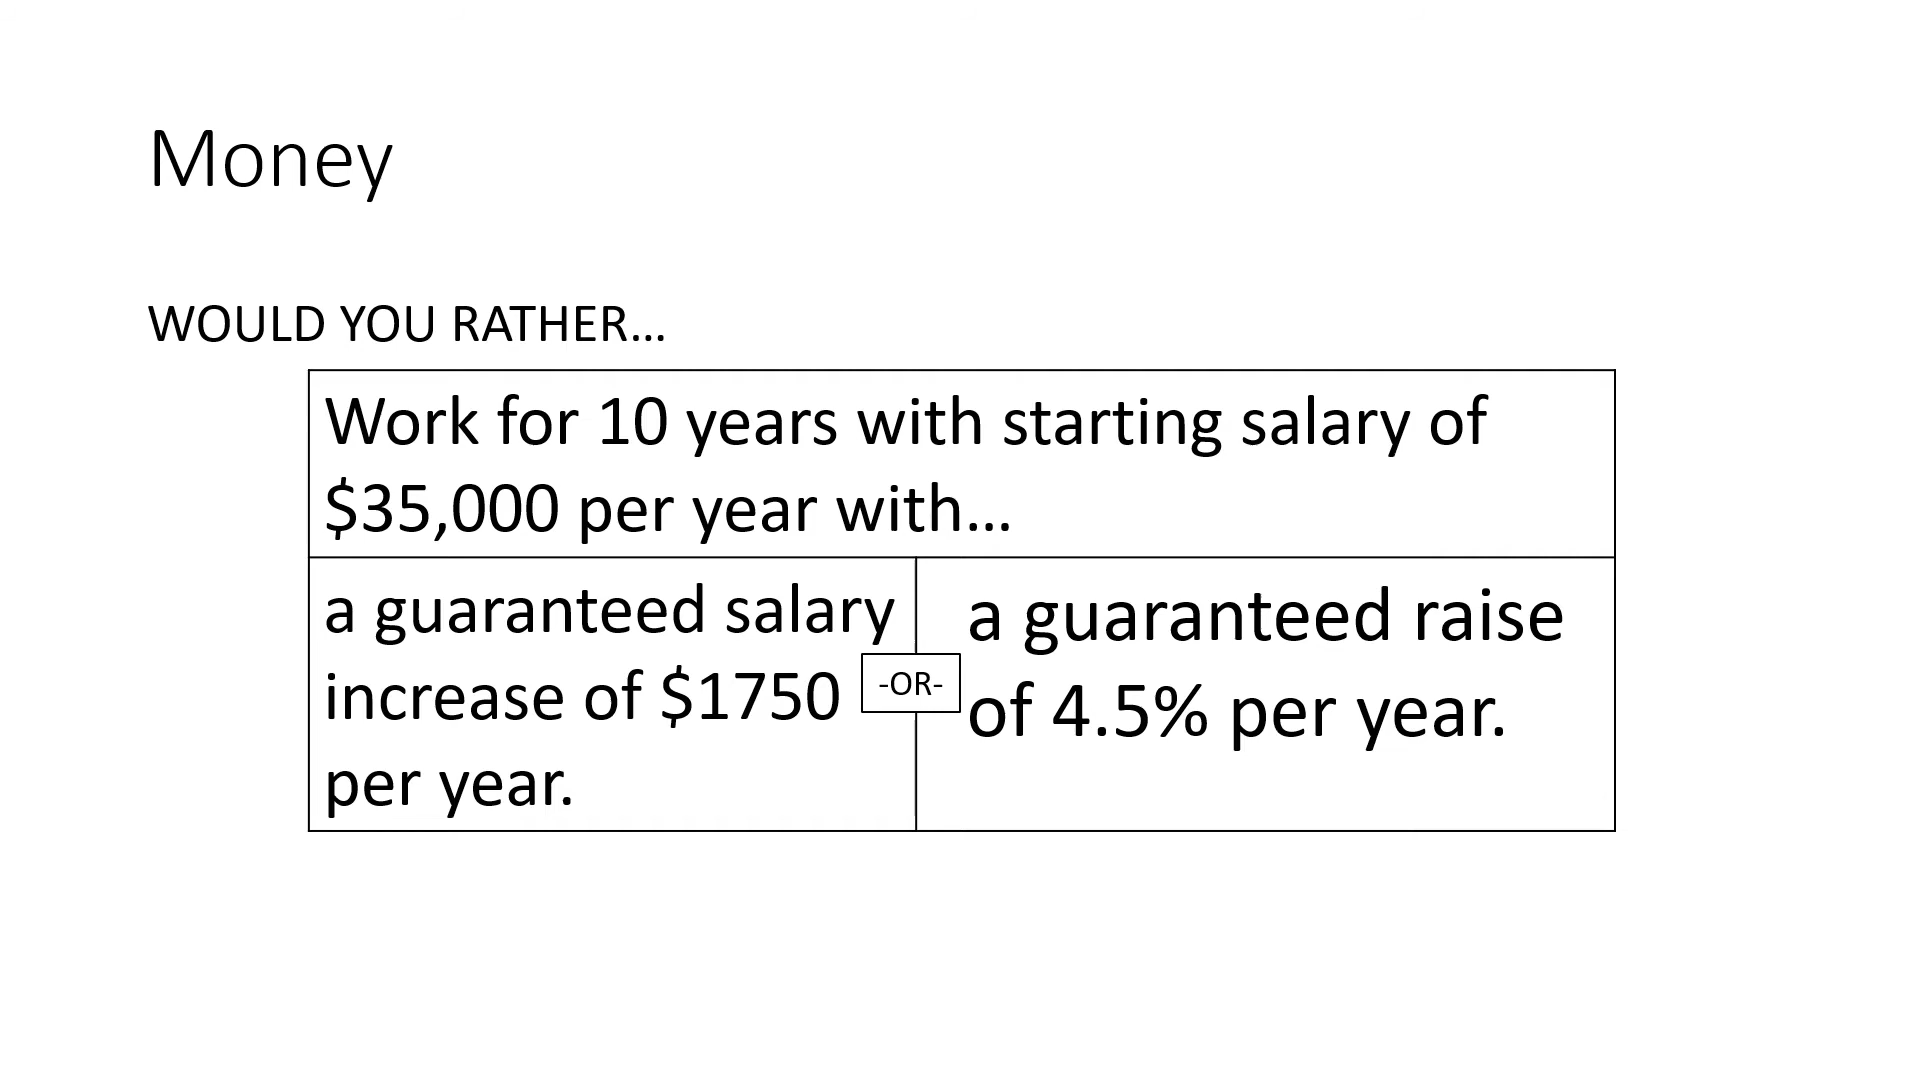 Money
WOULD YOU RATHER…
Work for 10 years with starting salary of
$35,000 per year with…
a guaranteed salary
increase of $1750
per year.
-OR-
a guaranteed raise
of 4.5% per year.